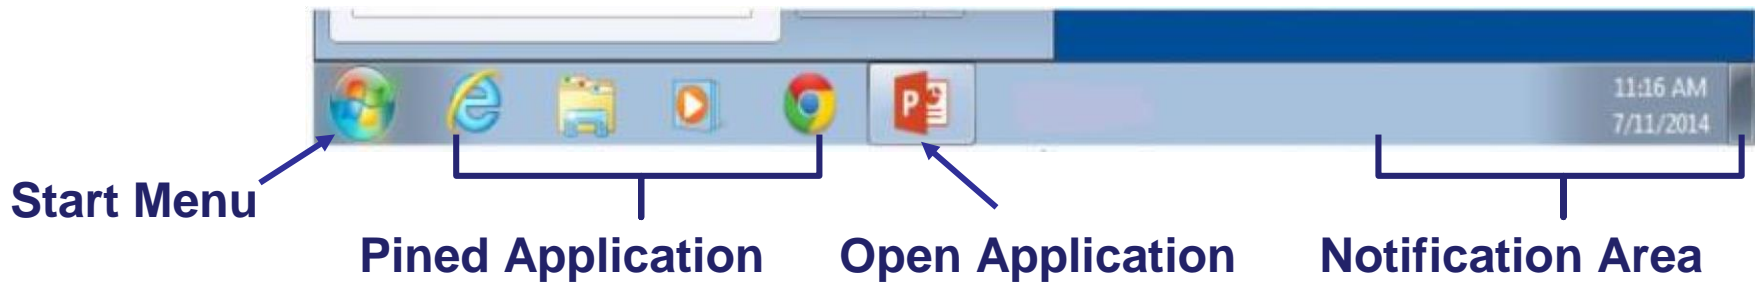 P
11:16 AM
7/11/2014
Start Menu
Pined Application
Open Application
Notification Area